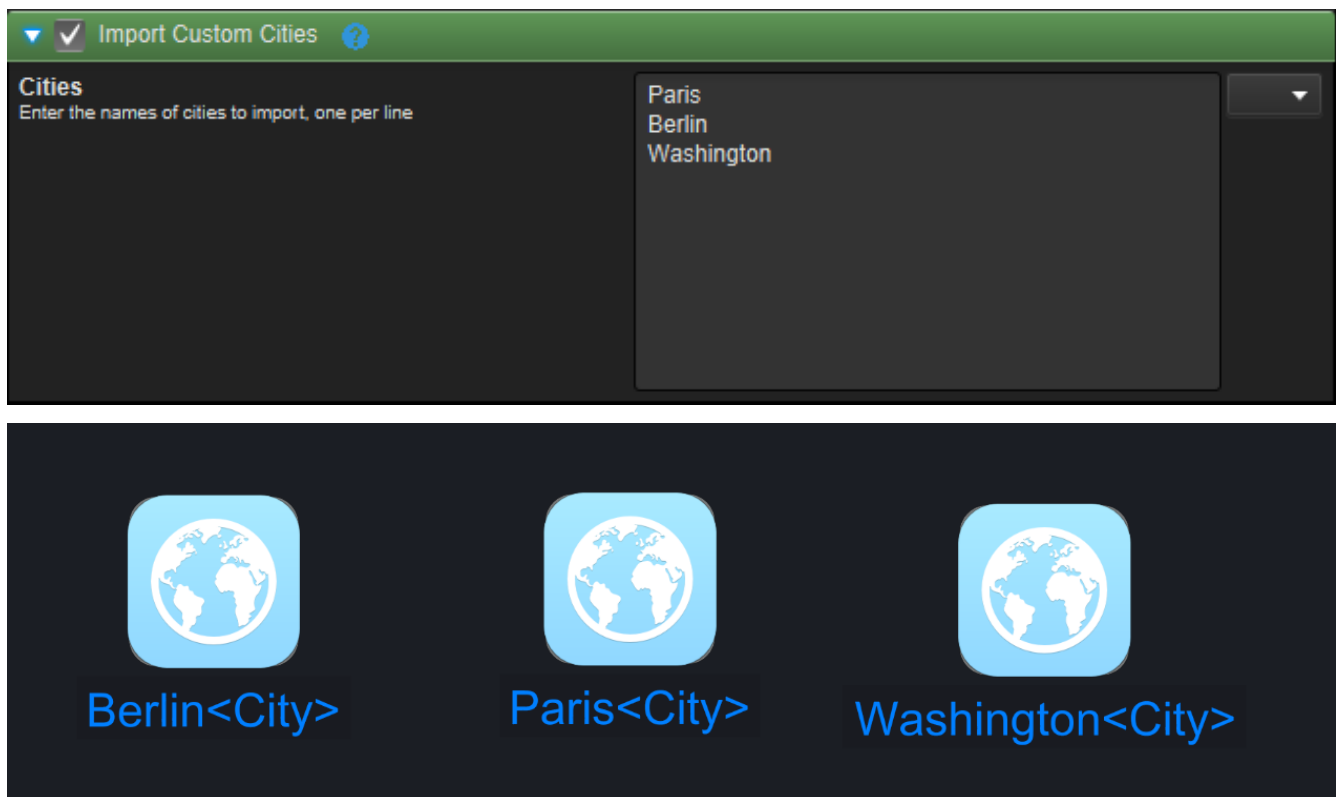 Import Custom Cities ?
Cities
Enter the names of cities to import, one per line
Paris
Berlin
Washington
Berlin<City>
Paris<City>
Washington<City>